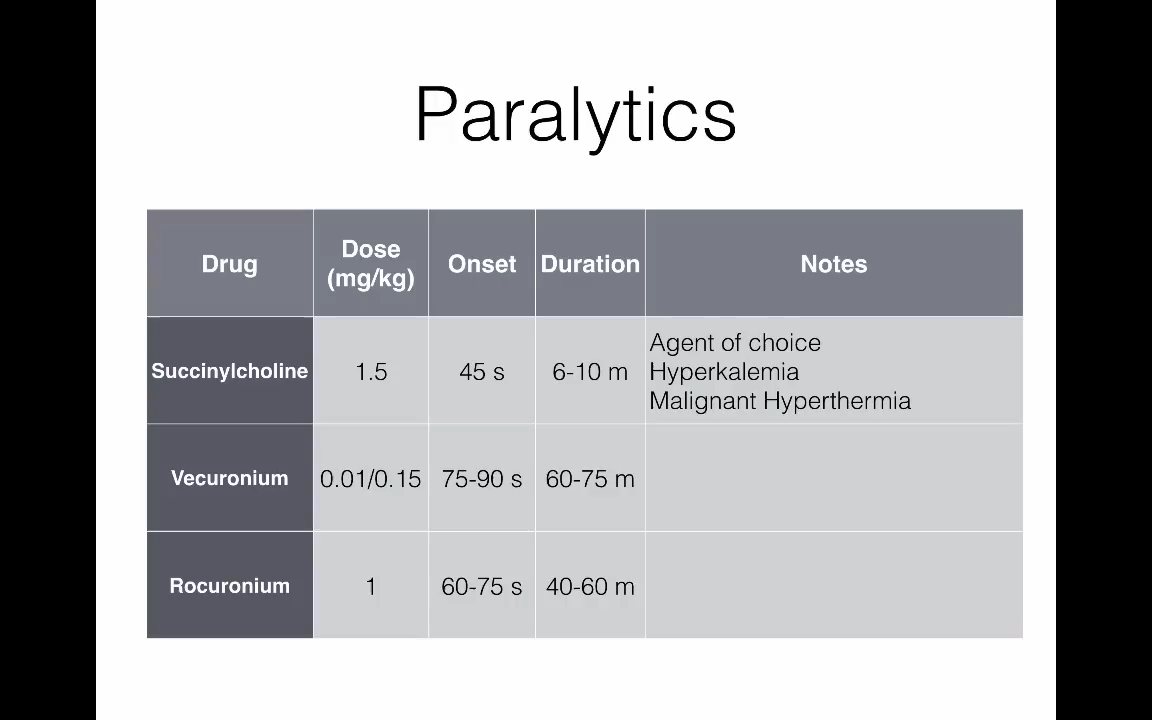 Paralytics
Drug
Dose
(mg/kg)
Onset
Duration
Notes
Succinylcholine
1.5
45 s
6-10 m
Agent of choice
Hyperkalemia
Malignant Hyperthermia
Vecuronium
0.01/0.15
75-90 s
60-75 m
Rocuronium
1
60-75 s
40-60 m